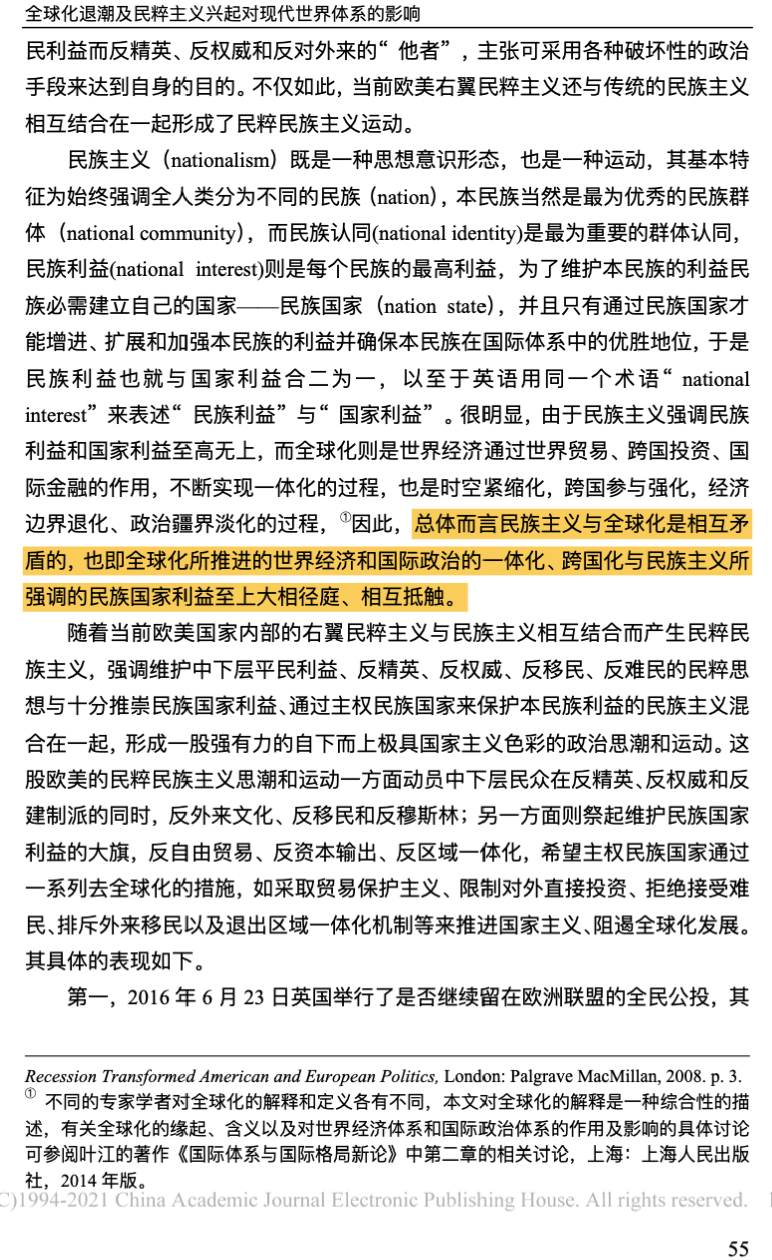 全球化退潮及民粹主义兴起对现代世界体系的影响
民利益而反精英、反权威和反对外来的“他者”，主张可采用各种破坏性的政治
手段来达到自身的目的。不仅如此，当前欧美右翼民粹主义还与传统的民族主义
相互结合在一起形成了民粹民族主义运动。
民族主义（nationalism）既是一种思想意识形态，也是一种运动，其基本特
征为始终强调全人类分为不同的民族（nation），本民族当然是最为优秀的民族群
体（national community），而民族认同(national identity)是最为重要的群体认同，
民族利益(national interest)则是每个民族的最高利益，为了维护本民族的利益民
族必需建立自己的国家——民族国家（nation state），并且只有通过民族国家才
能增进、扩展和加强本民族的利益并确保本民族在国际体系中的优胜地位，于是
民族利益也就与国家利益合二为一，以至于英语用同一个术语“national
interest”来表述“民族利益”与“国家利益”。很明显，由于民族主义强调民族
利益和国家利益至高无上，而全球化则是世界经济通过世界贸易、跨国投资、国
际金融的作用，不断实现一体化的过程，也是时空紧缩化，跨国参与强化，经济
边界退化、政治疆界淡化的过程，①因此，总体而言民族主义与全球化是相互矛
盾的，也即全球化所推进的世界经济和国际政治的一体化、跨国化与民族主义所
强调的民族国家利益至上大相径庭、相互抵触。
随着当前欧美国家内部的右翼民粹主义与民族主义相互结合而产生民粹民
族主义，强调维护中下层平民利益、反精英、反权威、反移民、反难民的民粹思
想与十分推崇民族国家利益、通过主权民族国家来保护本民族利益的民族主义混
合在一起，形成一股强有力的自下而上极具国家主义色彩的政治思潮和运动。这
股欧美的民粹民族主义思潮和运动一方面动员中下层民众在反精英、反权威和反
建制派的同时，反外来文化、反移民和反穆斯林；另一方面则祭起维护民族国家
利益的大旗，反自由贸易、反资本输出、反区域一体化，希望主权民族国家通过
一系列去全球化的措施，如采取贸易保护主义、限制对外直接投资、拒绝接受难
民、排斥外来移民以及退出区域一体化机制等来推进国家主义、阻遏全球化发展。
其具体的表现如下。
第一，2016 年 6 月 23 日英国举行了是否继续留在欧洲联盟的全民公投，其
Recession Transformed American and European Politics, London: Palgrave MacMillan, 2008. p. 3.
① 不同的专家学者对全球化的解释和定义各有不同，本文对全球化的解释是一种综合性的描
述，有关全球化的缘起、含义以及对世界经济体系和国际政治体系的作用及影响的具体讨论
可参阅叶江的著作《国际体系与国际格局新论》中第二章的相关讨论，上海：上海人民出版
社，2014 年版。
C)1994-2021 China Academic Journal Electronic Publishing House. All rights reserved.
55